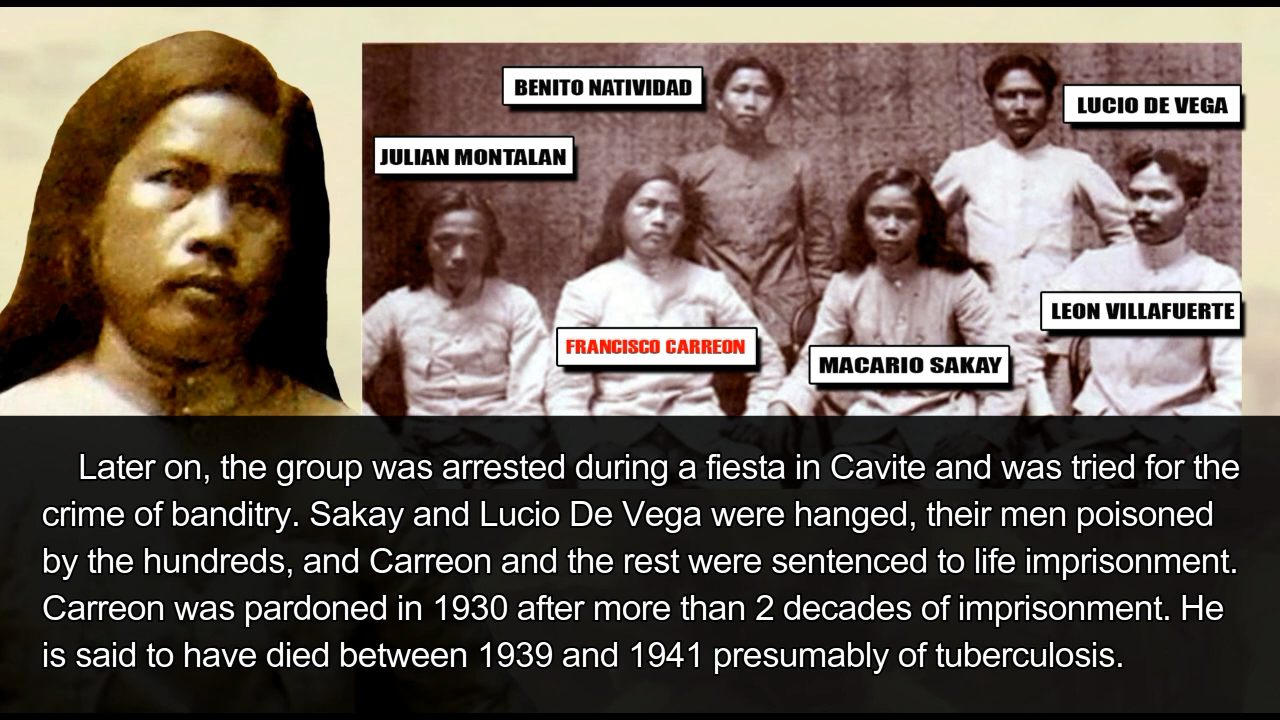 BENITO NATIVIDAD
LUCIO DE VEGA
JULIAN MONTALAN
LEON VILLAFUERTE
FRANCISCO CARREON
MACARIO SAKAY
Later on, the group was arrested during a fiesta in Cavite and was tried for the
crime of banditry. Sakay and Lucio De Vega were hanged, their men poisoned
by the hundreds, and Carreon and the rest were sentenced to life imprisonment.
Carreon was pardoned in 1930 after more than 2 decades of imprisonment. He
is said to have died between 1939 and 1941 presumably of tuberculosis.